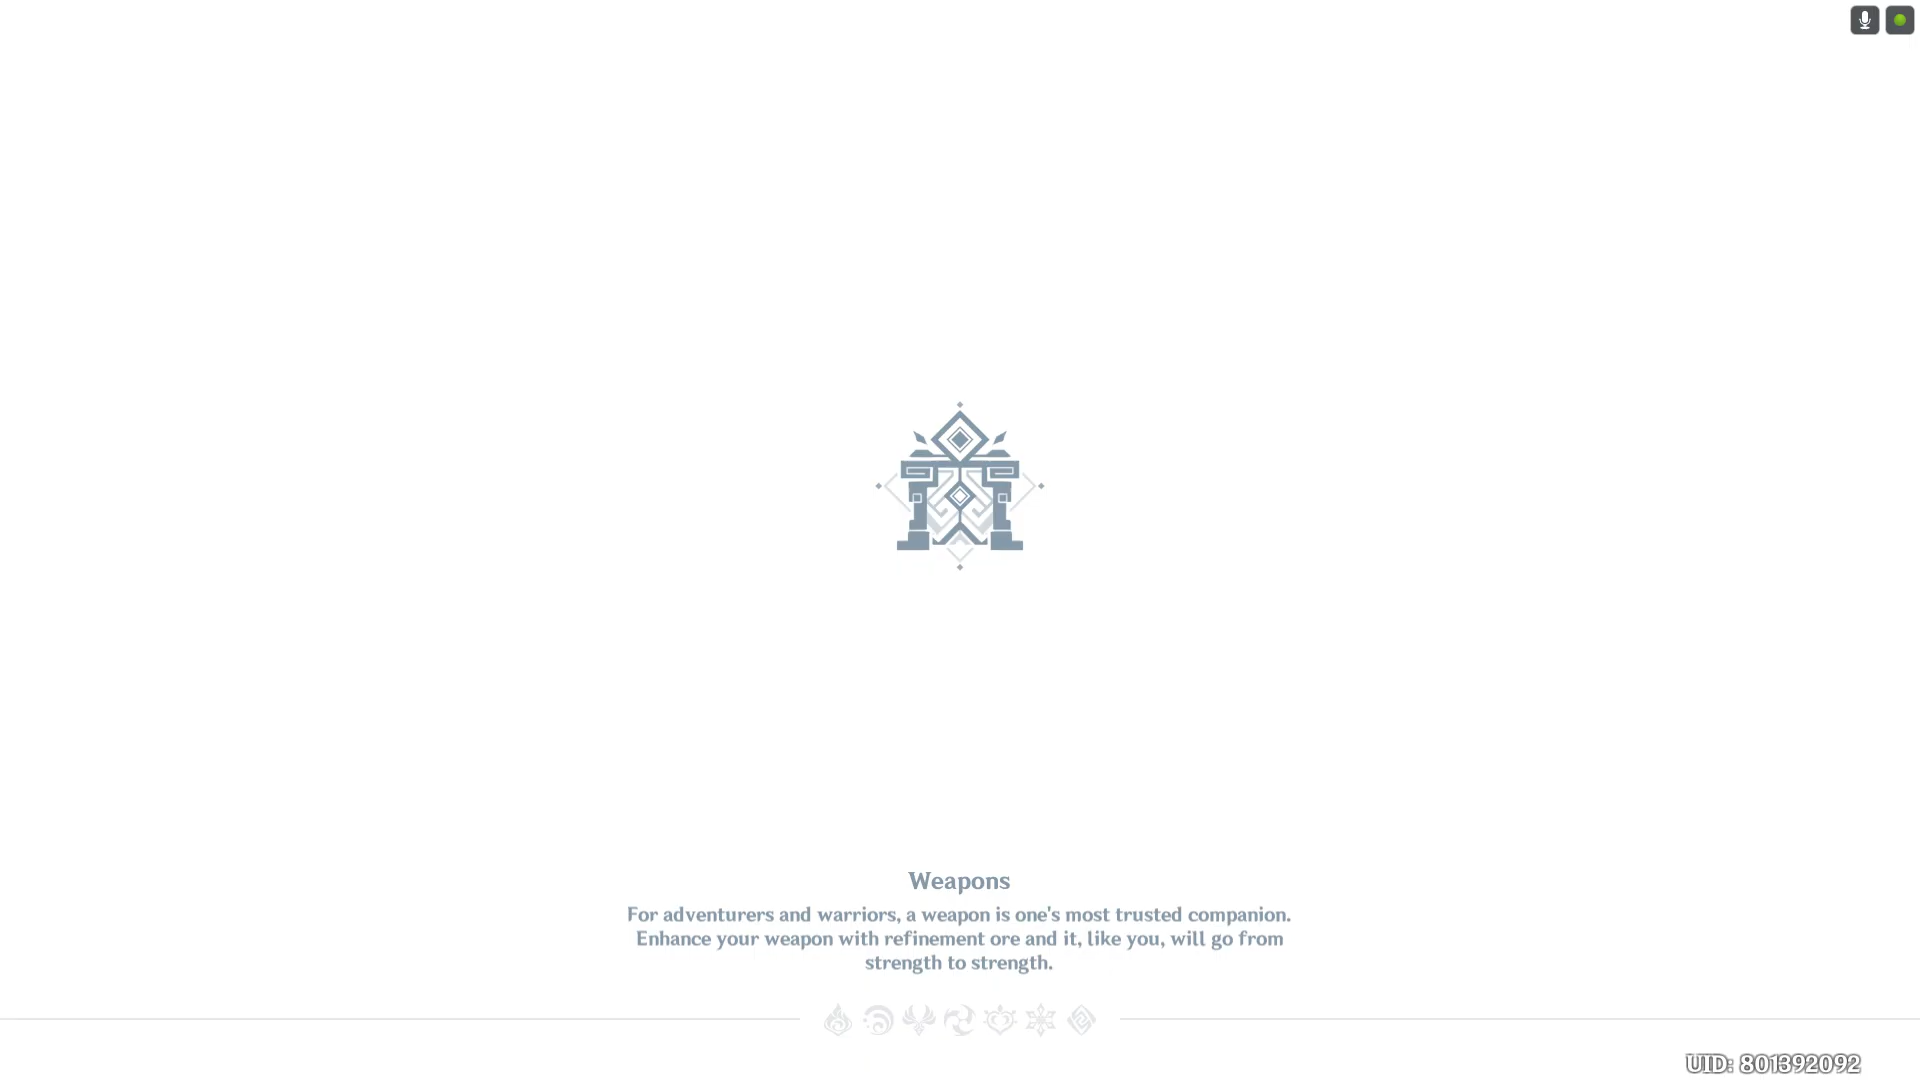 Weapons
For adventurers and warriors, a weapon is one's most trusted companion.
Enhance your weapon with refinement ore and it, like you, will go from
strength to strength.
UID: 801392092